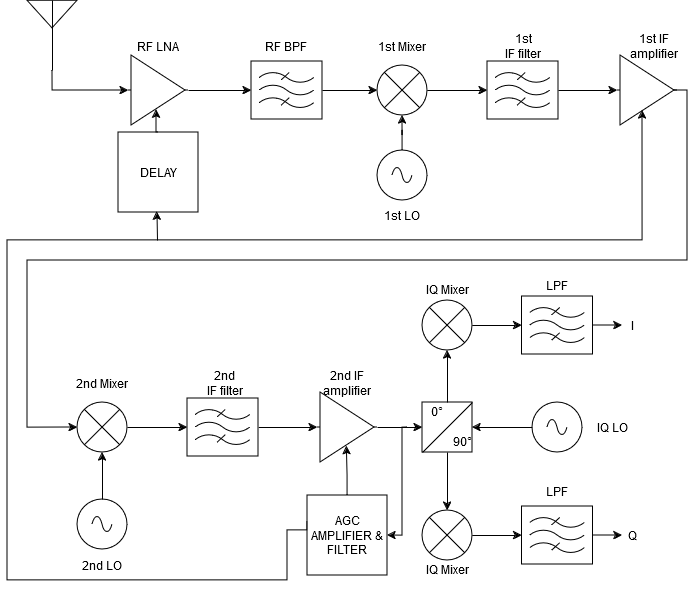 RF LNA
RF BPF
1st Mixer
1st
IF filter
1st IF
amplifier
DELAY
1st LO
IQ Mixer
LPF
I
2nd Mixer
2nd
IF filter
2nd IF
amplifier
0°
90°
IQ LO
2nd LO
AGC
AMPLIFIER &
FILTER
LPF
Q
IQ Mixer